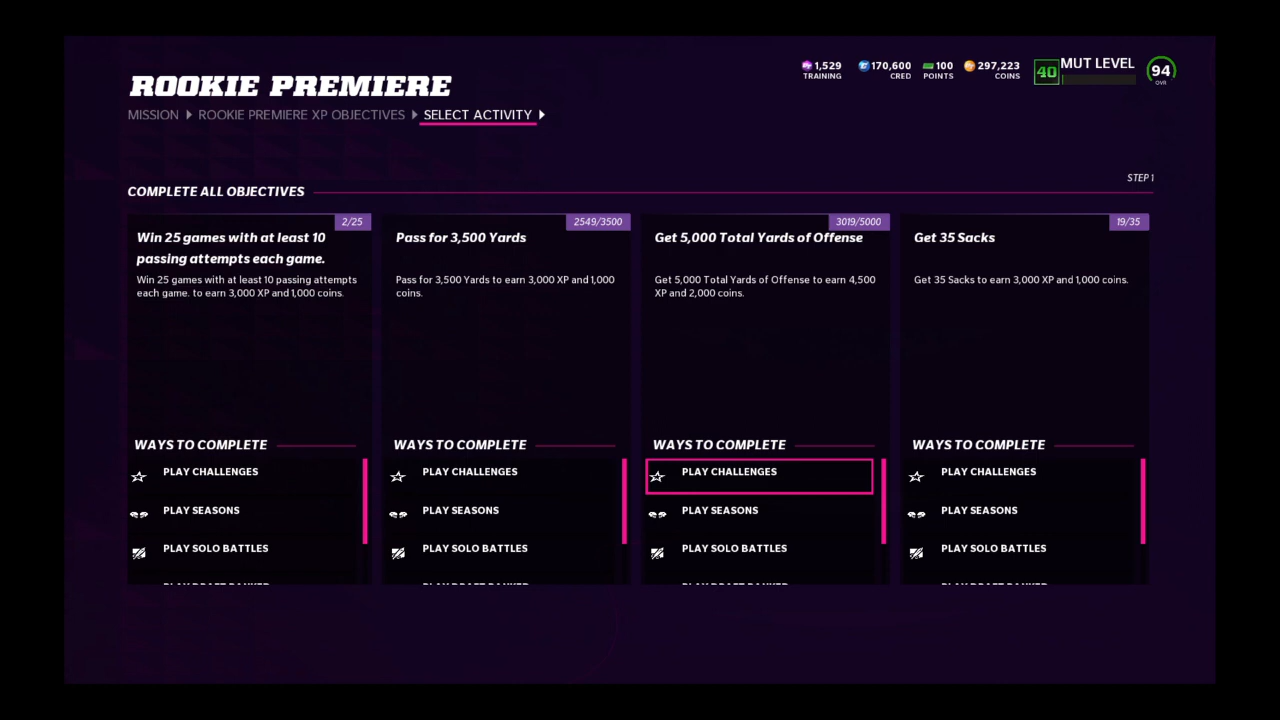 1,529 TRAINING
170,600 CRED
100 POINTS
297,223 COINS
40 MUT LEVEL
94 OVR
ROOKIE PREMIERE
MISSION ROOKIE PREMIERE XP OBJECTIVES SELECT ACTIVITY
STEP 1
COMPLETE ALL OBJECTIVES
2/25
Win 25 games with at least 10
passing attempts each game.
Win 25 games with at least 10 passing attempts
each game. to earn 3,000 XP and 1,000 coins.
WAYS TO COMPLETE
PLAY CHALLENGES
PLAY SEASONS
PLAY SOLO BATTLES
2549/3500
Pass for 3,500 Yards
Pass for 3,500 Yards to earn 3,000 XP and 1,000
coins.
WAYS TO COMPLETE
PLAY CHALLENGES
PLAY SEASONS
PLAY SOLO BATTLES
3019/5000
Get 5,000 Total Yards of Offense
Get 5,000 Total Yards of Offense to earn 4,500
XP and 2,000 coins.
WAYS TO COMPLETE
PLAY CHALLENGES
PLAY SEASONS
PLAY SOLO BATTLES
19/35
Get 35 Sacks
Get 35 Sacks to earn 3,000 XP and 1,000 coins.
WAYS TO COMPLETE
PLAY CHALLENGES
PLAY SEASONS
PLAY SOLO BATTLES